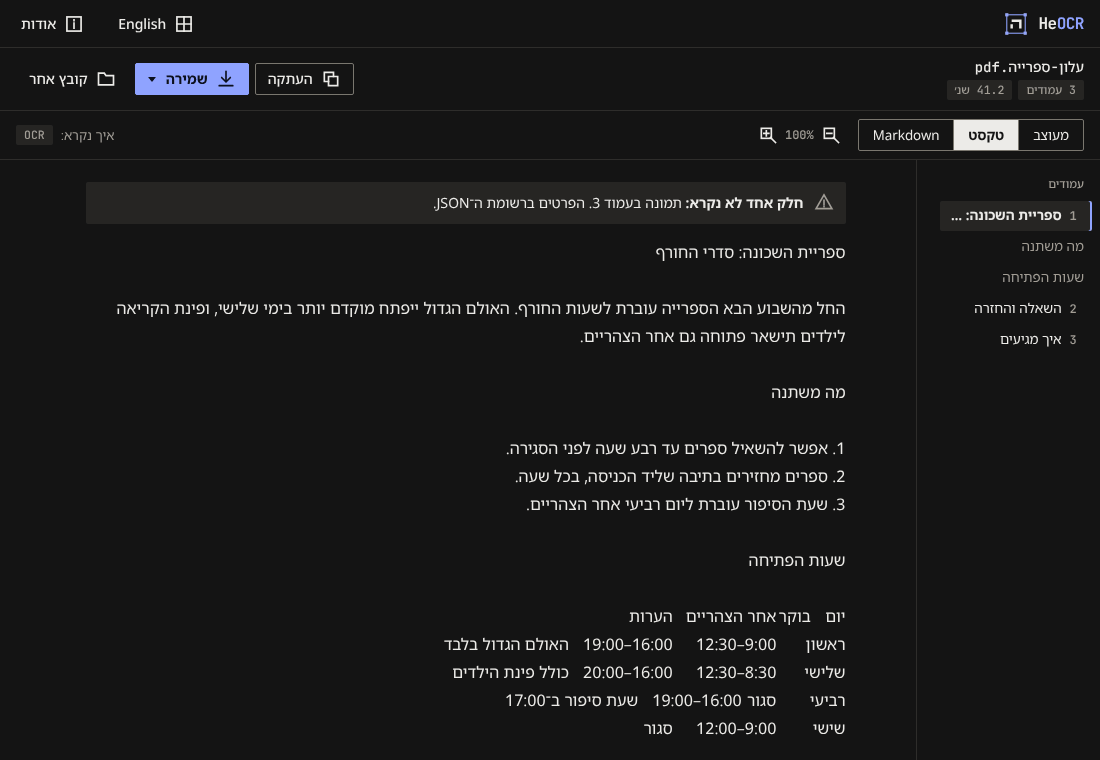 HeOCR
English
אודות
עלון-ספרייה.pdf
3 עמודים
41.2 שני
העתקה
שמירה
קובץ אחר
מעוצב
טקסט
Markdown
100%
איך נקרא:
OCR
עמודים
1 ספריית השכונה: ...
מה משתנה
שעות הפתיחה
2 השאלה והחזרה
3 איך מגיעים
חלק אחד לא נקרא: תמונה בעמוד 3. הפרטים ברשומת ה־JSON.
ספריית השכונה: סדרי החורף
החל מהשבוע הבא הספרייה עוברת לשעות החורף. האולם הגדול ייפתח מוקדם יותר בימי שלישי, ופינת הקריאה
לילדים תישאר פתוחה גם אחר הצהריים.
מה משתנה
1. אפשר להשאיל ספרים עד רבע שעה לפני הסגירה.
2. ספרים מחזירים בתיבה שליד הכניסה, בכל שעה.
3. שעת הסיפור עוברת ליום רביעי אחר הצהריים.
שעות הפתיחה
יום בוקר אחר הצהריים הערות
ראשון 9:00–12:30 16:00–19:00 האולם הגדול בלבד
שלישי 8:30–12:30 16:00–20:00 כולל פינת הילדים
רביעי סגור 16:00–19:00 שעת סיפור ב־17:00
שישי 9:00–12:00 סגור